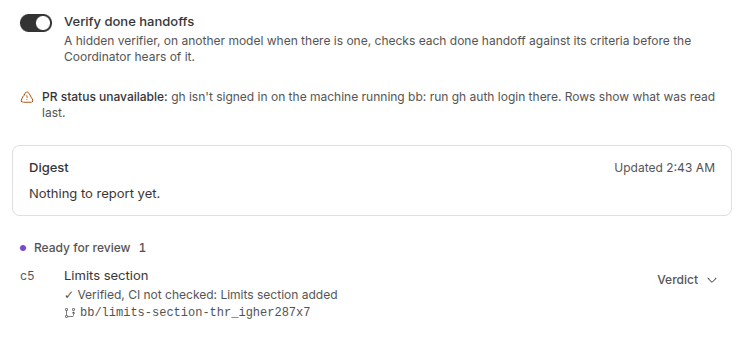 Verify done handoffs
A hidden verifier, on another model when there is one, checks each done handoff against its criteria before the
Coordinator hears of it.
PR status unavailable: gh isn't signed in on the machine running bb: run gh auth login there. Rows show what was read
last.
Digest
Updated 2:43 AM
Nothing to report yet.
Ready for review 1
c5
Limits section
Verdict
✓ Verified, CI not checked: Limits section added
bb/limits-section-thr_igher287x7